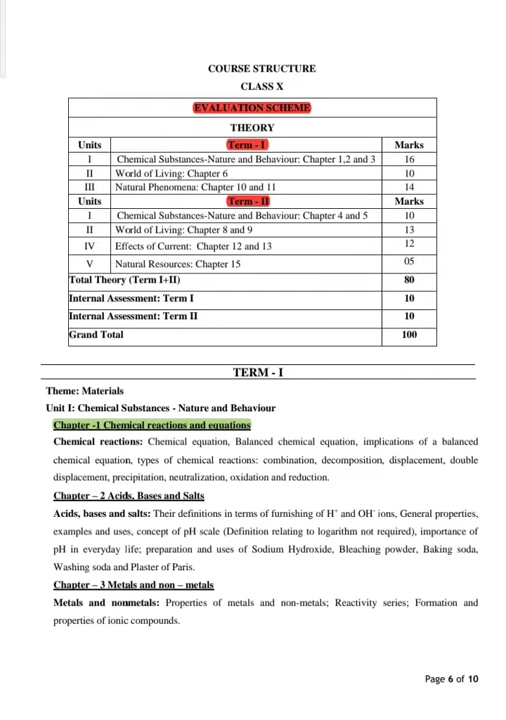 COURSE STRUCTURE
CLASS X
EVALUATION SCHEME
THEORY
Units Term - I Marks
I Chemical Substances-Nature and Behaviour: Chapter 1,2 and 3 16
II World of Living: Chapter 6 10
III Natural Phenomena: Chapter 10 and 11 14
Units Term - II Marks
I Chemical Substances-Nature and Behaviour: Chapter 4 and 5 10
II World of Living: Chapter 8 and 9 13
IV Effects of Current: Chapter 12 and 13 12
V Natural Resources: Chapter 15 05
Total Theory (Term I+II) 80
Internal Assessment: Term I 10
Internal Assessment: Term II 10
Grand Total 100
TERM - I
Theme: Materials
Unit I: Chemical Substances - Nature and Behaviour
Chapter -1 Chemical reactions and equations
Chemical reactions: Chemical equation, Balanced chemical equation, implications of a balanced
chemical equation, types of chemical reactions: combination, decomposition, displacement, double
displacement, precipitation, neutralization, oxidation and reduction.
Chapter – 2 Acids, Bases and Salts
Acids, bases and salts: Their definitions in terms of furnishing of H⁺ and OH⁻ ions, General properties,
examples and uses, concept of pH scale (Definition relating to logarithm not required), importance of
pH in everyday life; preparation and uses of Sodium Hydroxide, Bleaching powder, Baking soda,
Washing soda and Plaster of Paris.
Chapter – 3 Metals and non – metals
Metals and nonmetals: Properties of metals and non-metals; Reactivity series; Formation and
properties of ionic compounds.
Page 6 of 10